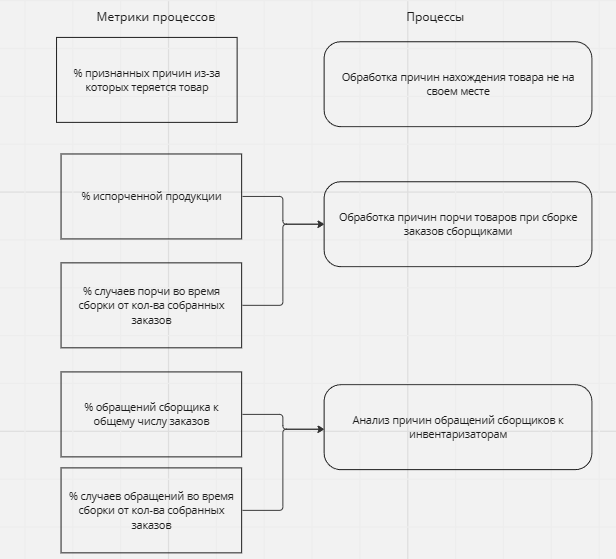 Метрики процессов
Процессы
% признанных причин из-за
которых теряется товар
Обработка причин нахождения товара не на
своем месте
% испорченной продукции
Обработка причин порчи товаров при сборке
заказов сборщиками
% случаев порчи во время
сборки от кол-ва собранных
заказов
% обращений сборщика к
общему числу заказов
Анализ причин обращений сборщиков к
инвентаризаторам
% случаев обращений во время
сборки от кол-ва собранных
заказов